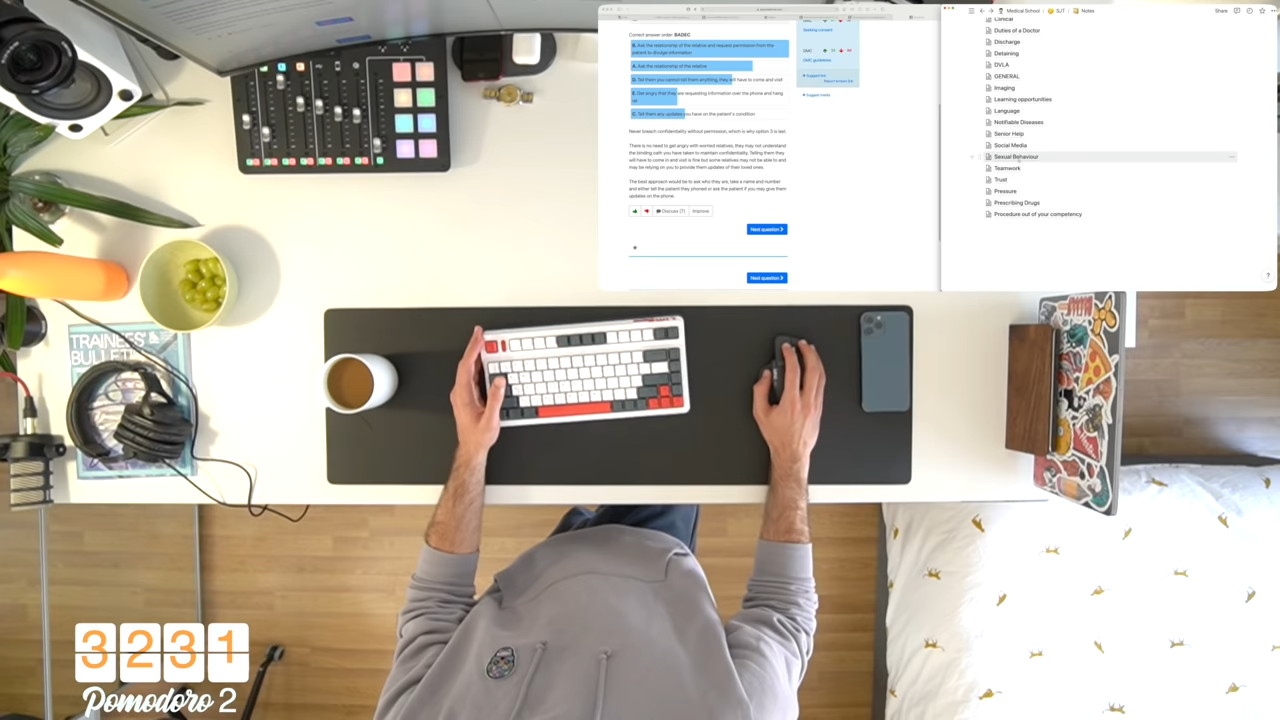 Correct answer order: BADEC
B. Ask the relationship of the relative and request permission from the
patient to divulge information
A. Ask the relationship of the relative
D. Tell them you cannot tell them anything, they will have to come and visit
E. Get angry that they are requesting information over the phone and hang
up
C. Tell them any updates you have on the patient's condition
Never breach confidentiality without permission, which is why option 3 is last.
There is no need to get angry with worried relatives, they may not understand
the binding oath you have taken to maintain confidentiality. Telling them they
will have to come in and visit is fine but some relatives may not be able to and
may be relying on you to provide them updates of their loved ones.
The best approach would be to ask who they are, take a name and number
and either tell the patient they phoned or ask the patient if you may give them
updates on the phone.
Discuss (7)
Improve
Next question
Next question
Seeking consent
GMC
GMC guidelines
Suggest link
Report broken link
Suggest media
Medical School / SJT / Notes
Share
Clinical
Duties of a Doctor
Discharge
Detaining
DVLA
GENERAL
Imaging
Learning opportunities
Language
Notifiable Diseases
Senior Help
Social Media
Sexual Behaviour
Teamwork
Trust
Pressure
Prescribing Drugs
Procedure out of your competency
?
TRAINEES'
BULLETIN
3231
Pomodoro 2